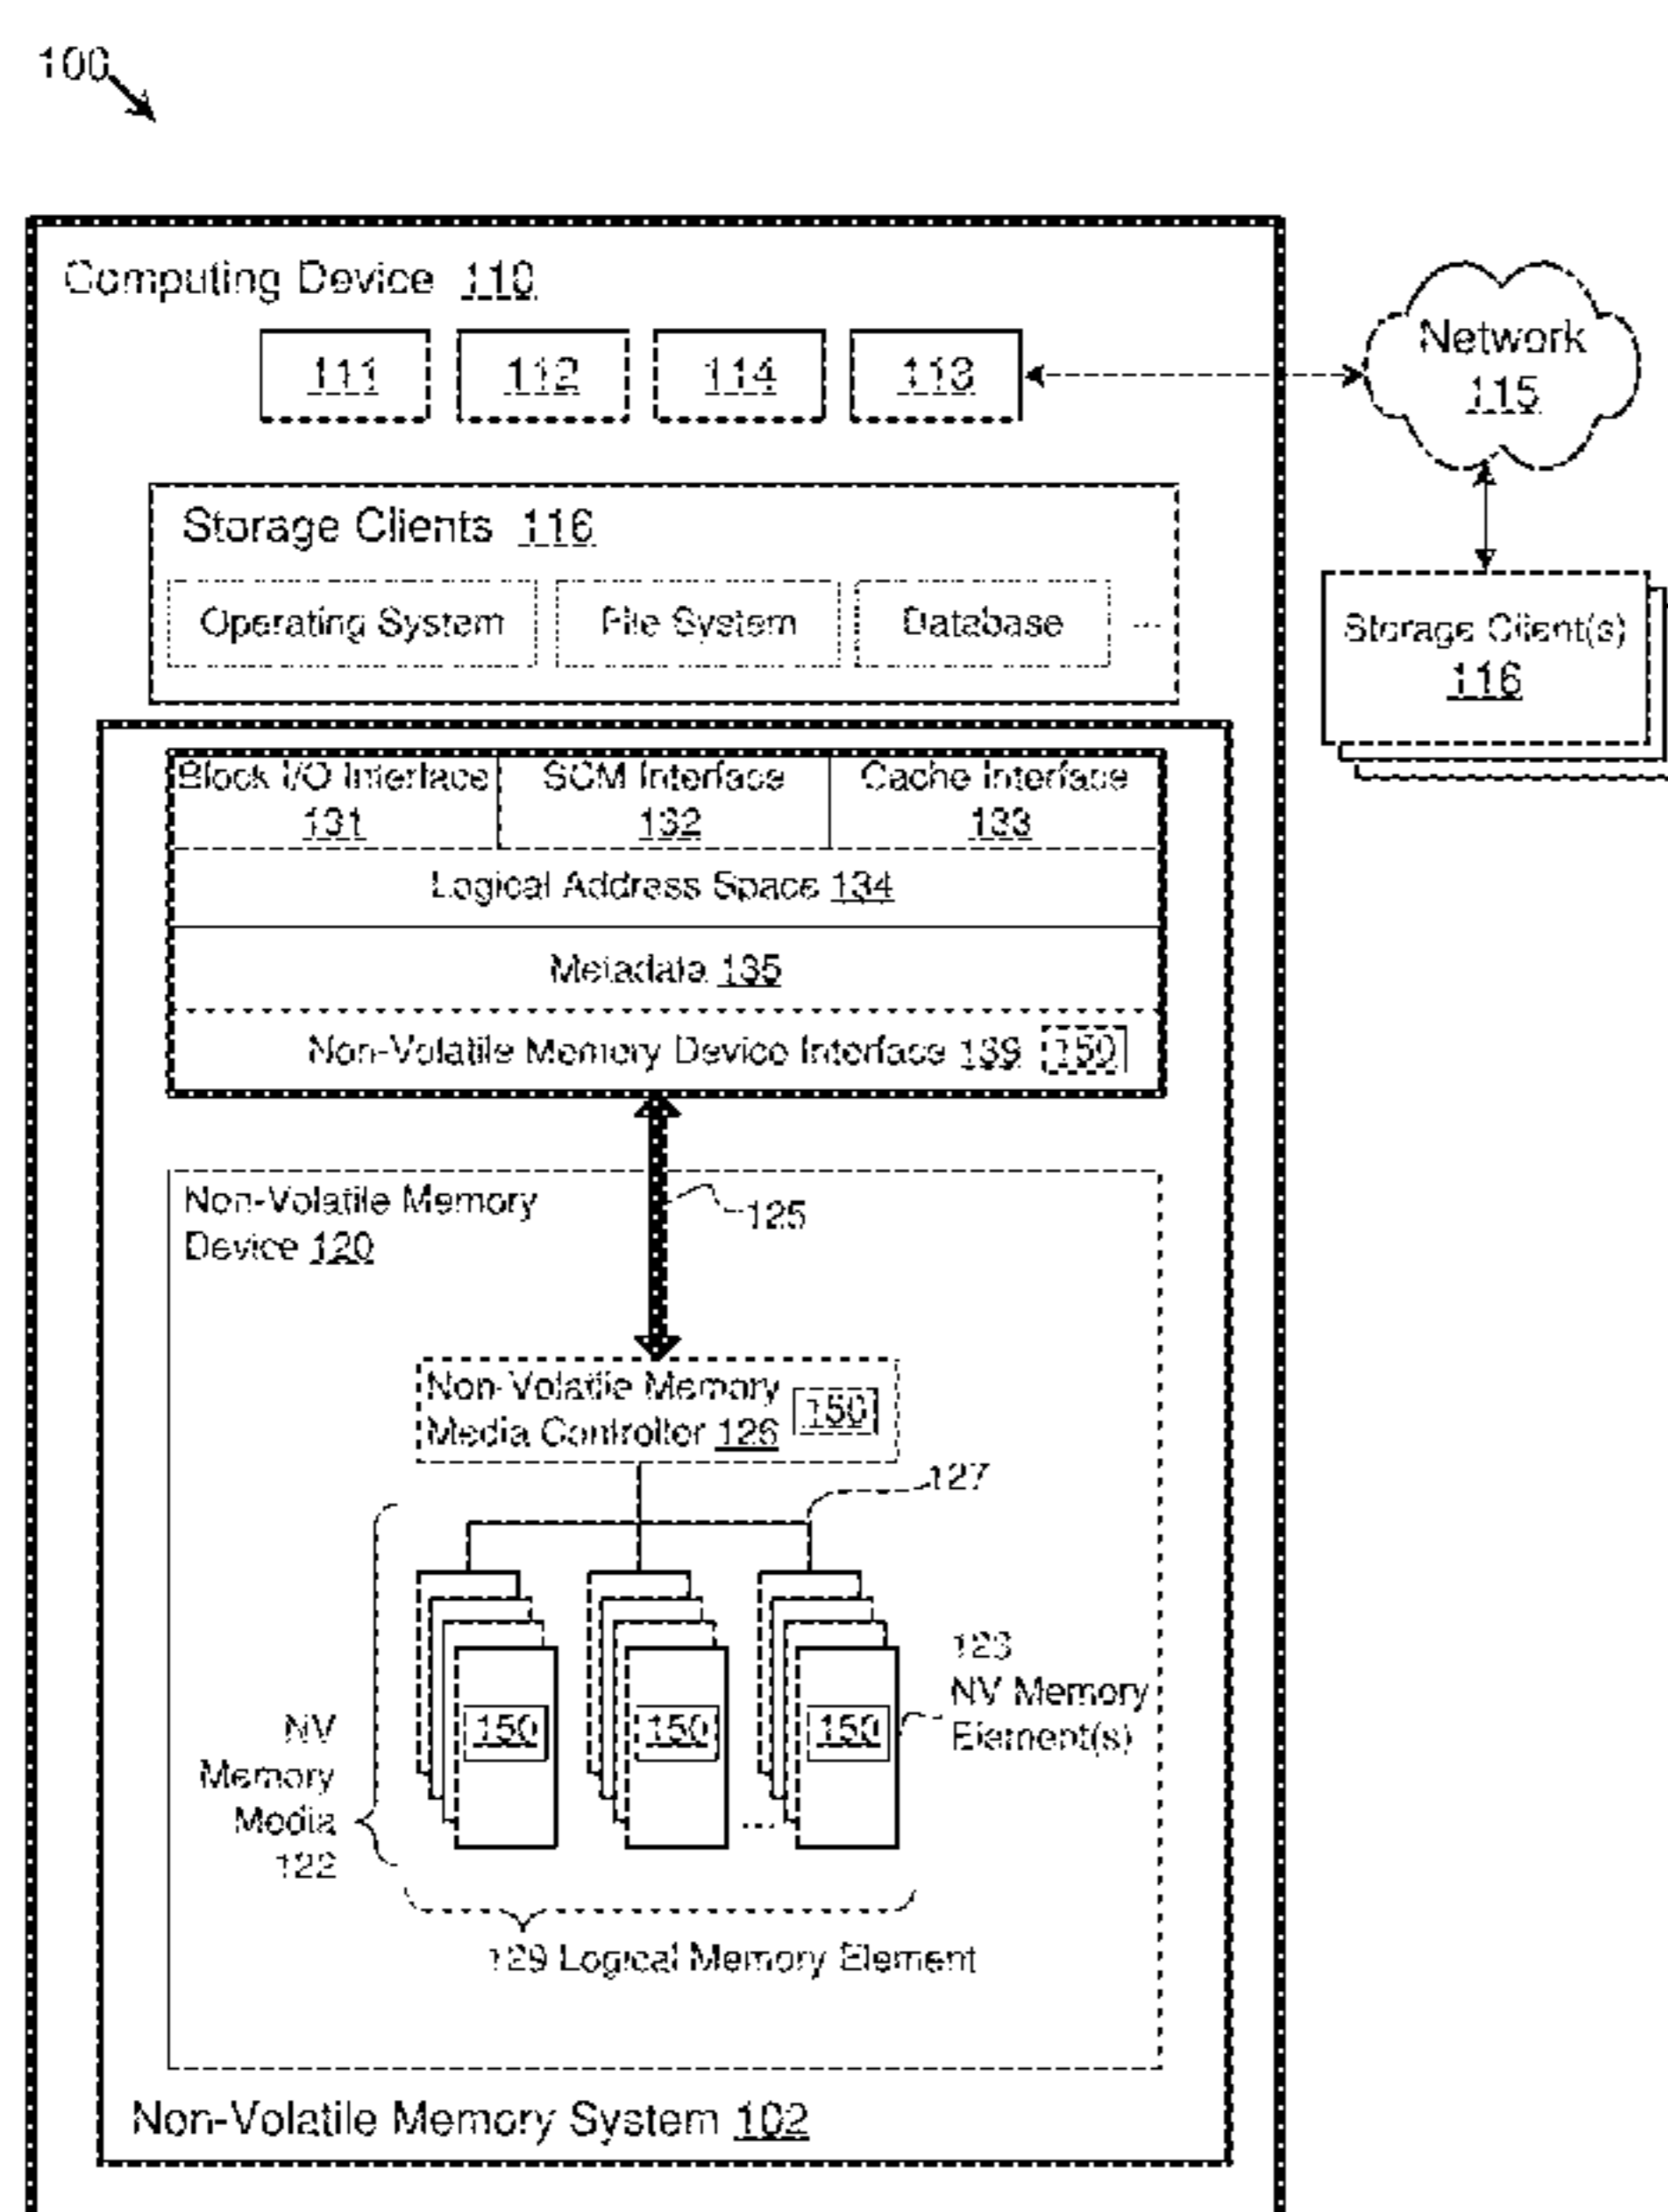 100
Computing Device 110
111
112
114
113
Network
115
Storage Clients 116
Operating System
File System
Database
...
Storage Client(s)
116
Block I/O Interface
131
SCM Interface
132
Cache Interface
133
Logical Address Space 134
Metadata 135
Non-Volatile Memory Device Interface 139 150
Non-Volatile Memory
Device 120
125
Non-Volatile Memory
Media Controller 126
150
127
123
NV Memory
Element(s)
150
150
150
...
NV
Memory
Media
122
129 Logical Memory Element
Non-Volatile Memory System 102